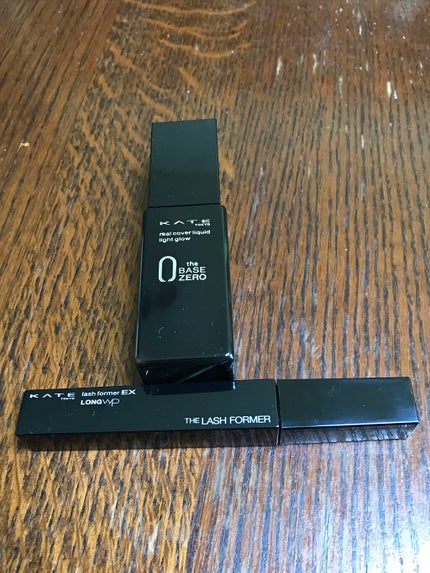 KATE
TOKYO
real cover liquid
light glow
0 the
BASE
ZERO
KATE
TOKYO
lash former EX
LONG wp
THE LASH FORMER